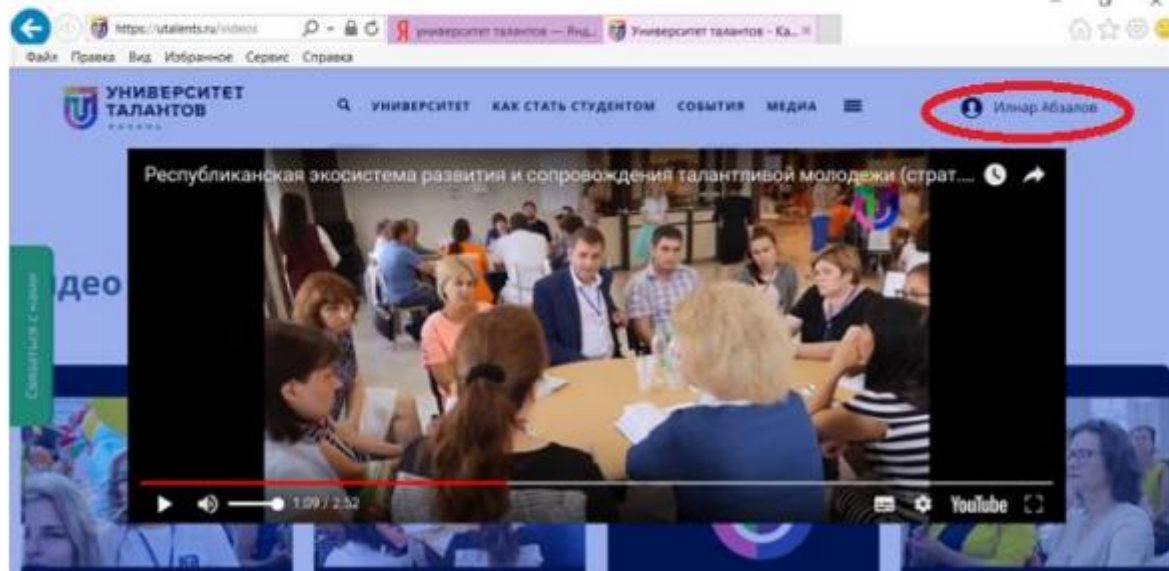 https://utalents.ru/videos
университет талантов — Янд...
Университет талантов - Ка...
Файл Правка Вид Избранное Сервис Справка
УНИВЕРСИТЕТ
ТАЛАНТОВ
КАЗАНЬ
УНИВЕРСИТЕТ КАК СТАТЬ СТУДЕНТОМ СОБЫТИЯ МЕДИА
Илнар Абзалов
Республиканская экосистема развития и сопровождения талантливой молодежи (страт....
идео
Связаться с нами
1:09 / 2:52
YouTube